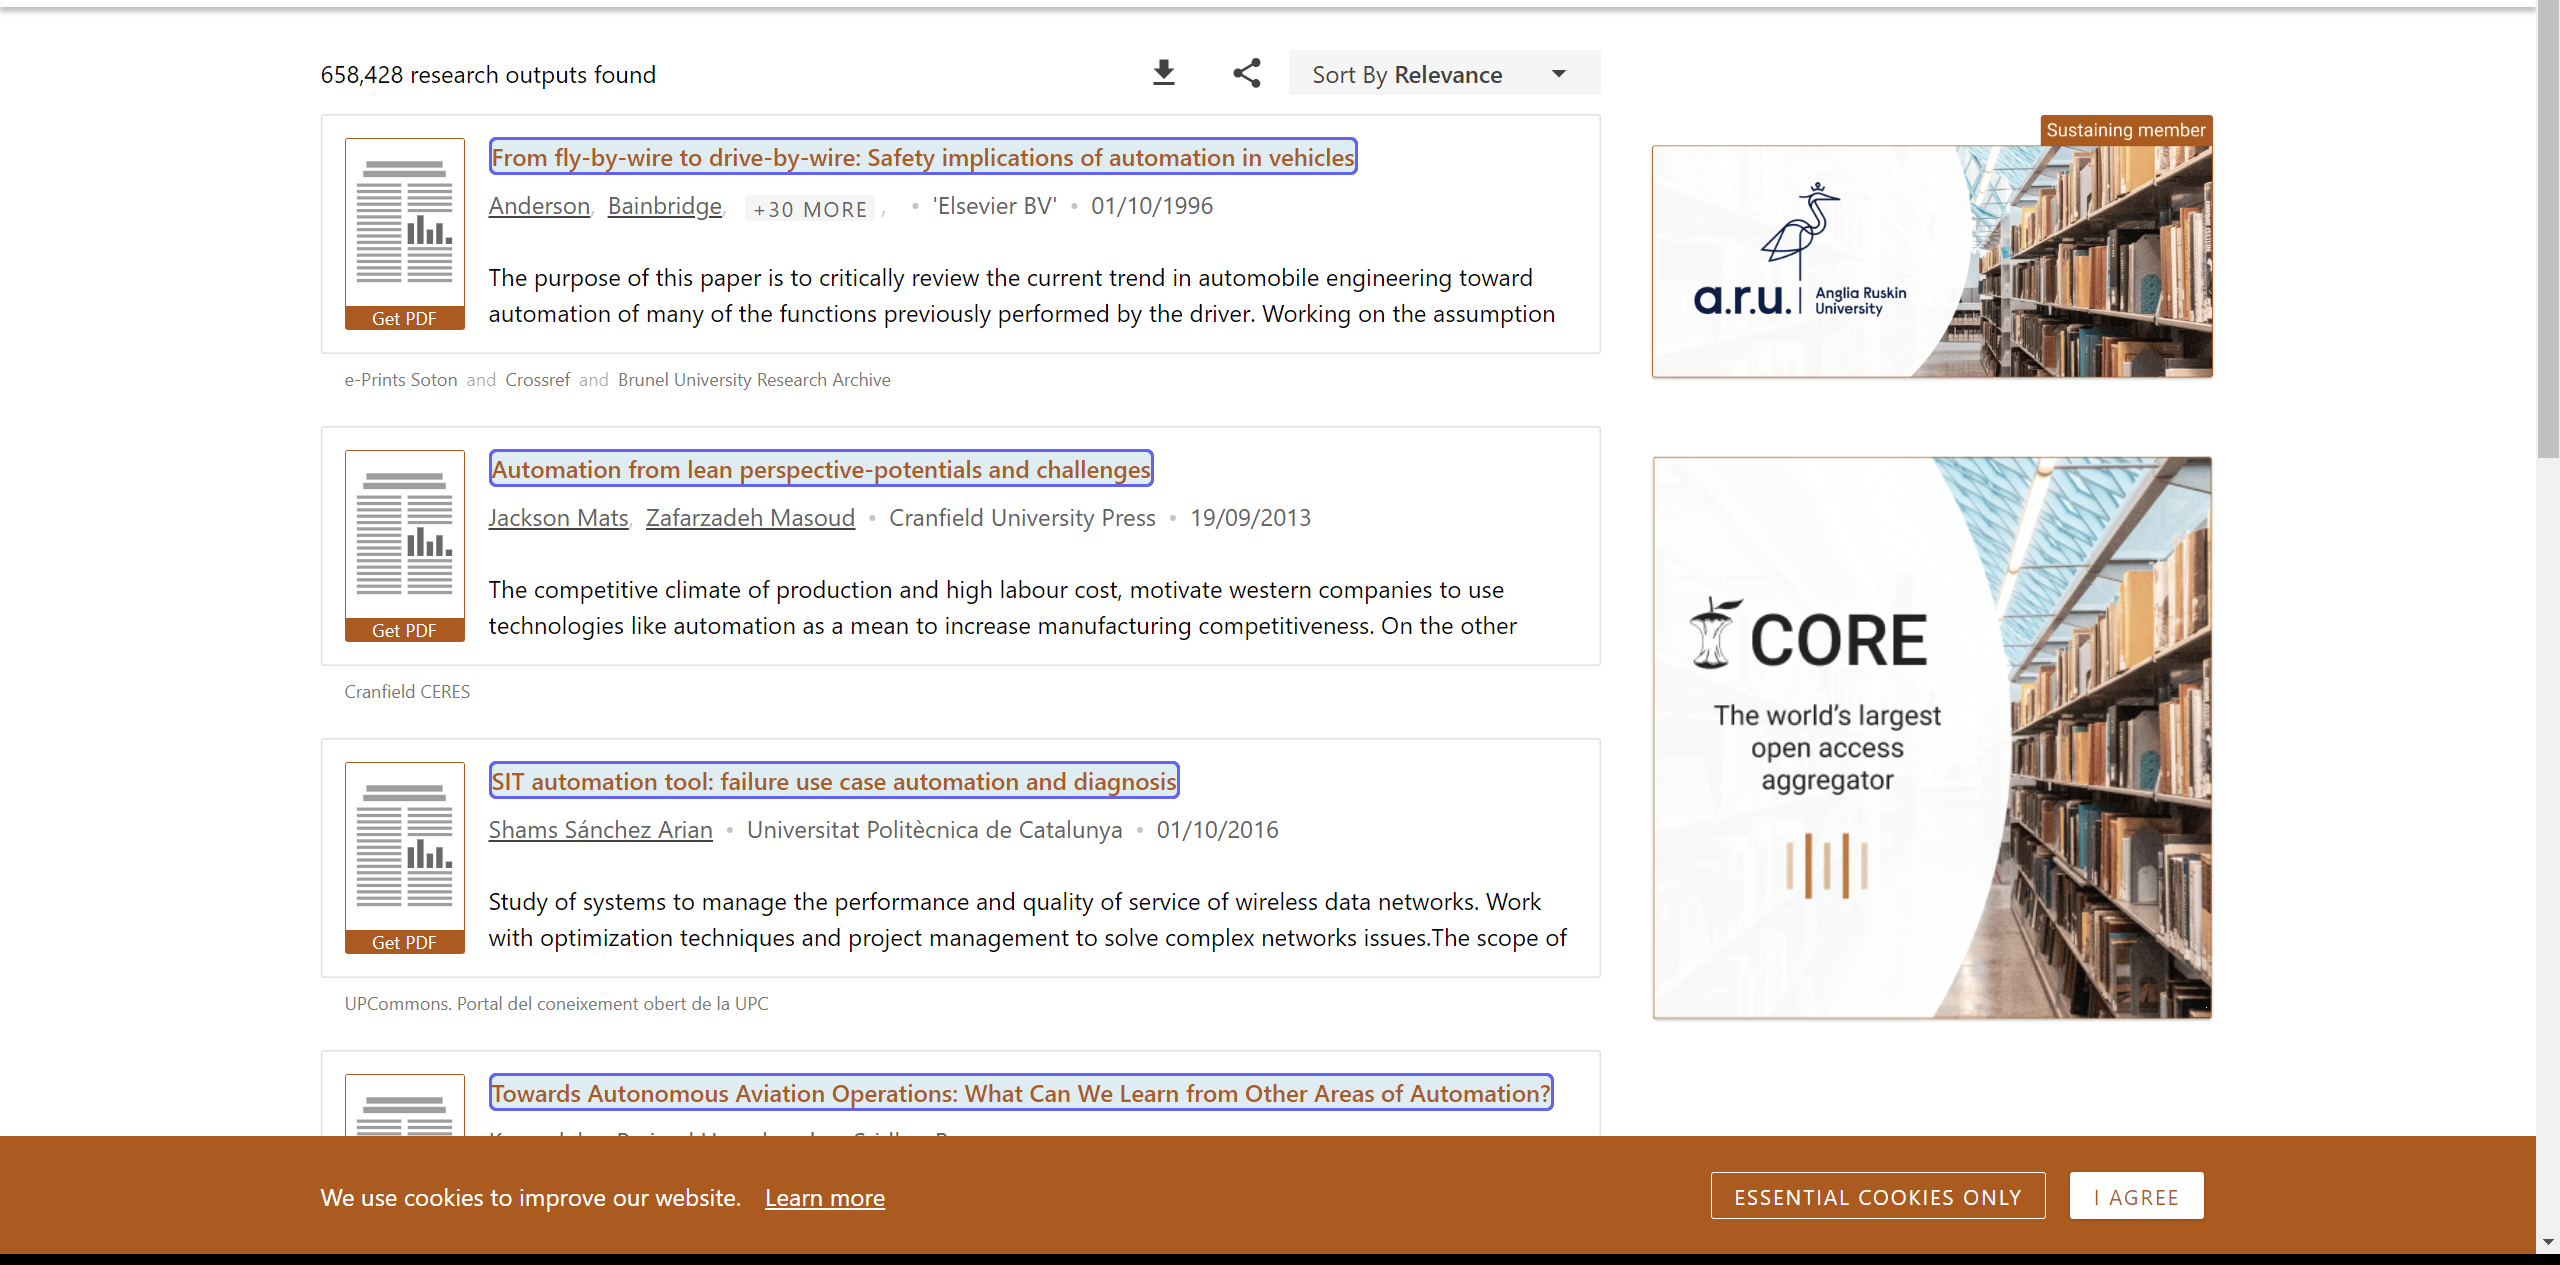 658,428 research outputs found
Sort By Relevance
From fly-by-wire to drive-by-wire: Safety implications of automation in vehicles
Anderson, Bainbridge, +30 MORE , • 'Elsevier BV' • 01/10/1996
The purpose of this paper is to critically review the current trend in automobile engineering toward
automation of many of the functions previously performed by the driver. Working on the assumption
Get PDF
e-Prints Soton and Crossref and Brunel University Research Archive
Automation from lean perspective-potentials and challenges
Jackson Mats, Zafarzadeh Masoud • Cranfield University Press • 19/09/2013
The competitive climate of production and high labour cost, motivate western companies to use
technologies like automation as a mean to increase manufacturing competitiveness. On the other
Get PDF
Cranfield CERES
SIT automation tool: failure use case automation and diagnosis
Shams Sánchez Arian • Universitat Politècnica de Catalunya • 01/10/2016
Study of systems to manage the performance and quality of service of wireless data networks. Work
with optimization techniques and project management to solve complex networks issues.The scope of
Get PDF
UPCommons. Portal del coneixement obert de la UPC
Towards Autonomous Aviation Operations: What Can We Learn from Other Areas of Automation?
Sustaining member
a.r.u. Anglia Ruskin
University
CORE
The world's largest
open access
aggregator
We use cookies to improve our website. Learn more
ESSENTIAL COOKIES ONLY
I AGREE